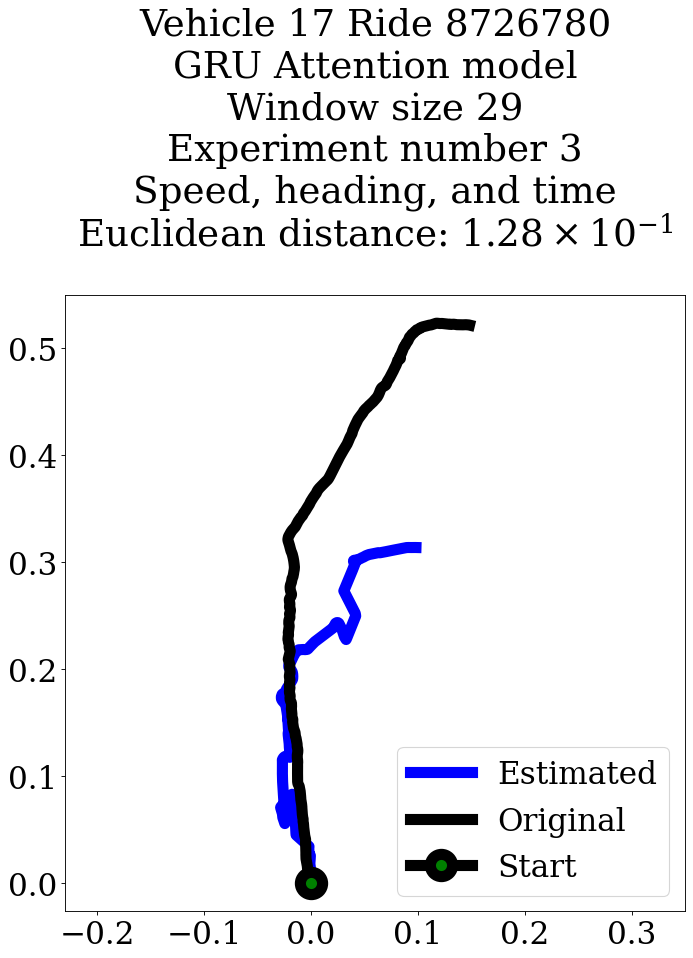 Vehicle 17 Ride 8726780
GRU Attention model
Window size 29
Experiment number 3
Speed, heading, and time
Euclidean distance: 1.28 × 10⁻¹
0.5
0.4
0.3
0.2
0.1
0.0
Estimated
Original
Start
−0.2 −0.1 0.0 0.1 0.2 0.3